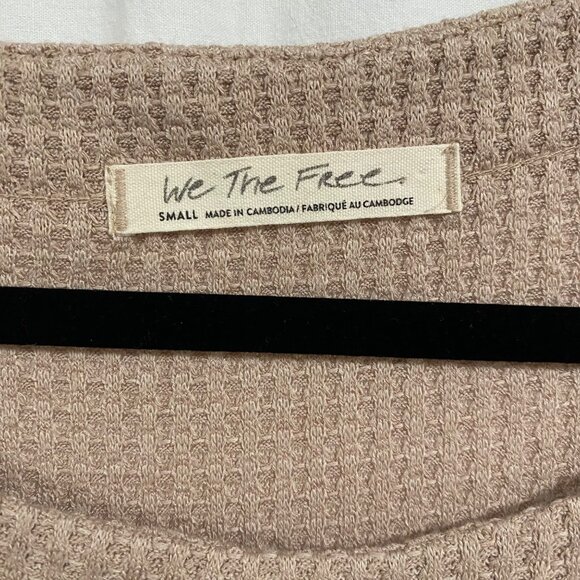 We The Free.
SMALL MADE IN CAMBODIA / FABRIQUÉ AU CAMBODGE